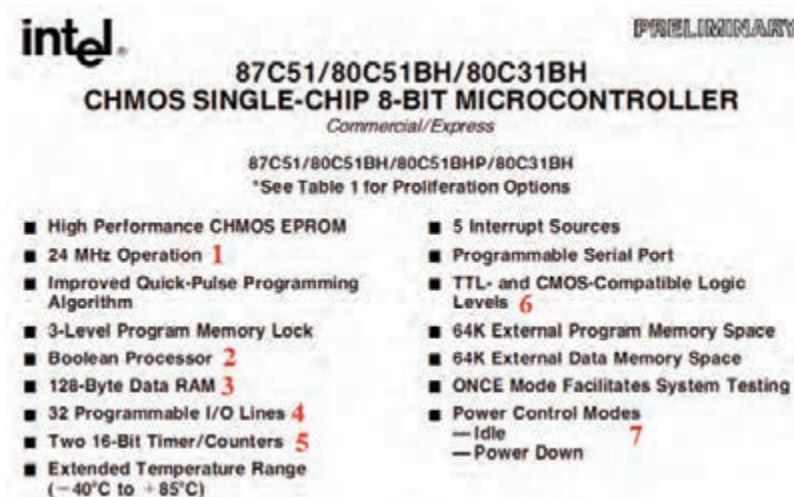 intel®
PRELIMINARY
87C51/80C51BH/80C31BH
CHMOS SINGLE-CHIP 8-BIT MICROCONTROLLER
Commercial/Express
87C51/80C51BH/80C51BHP/80C31BH
*See Table 1 for Proliferation Options
■ High Performance CHMOS EPROM
■ 24 MHz Operation 1
■ Improved Quick-Pulse Programming
Algorithm
■ 3-Level Program Memory Lock
■ Boolean Processor 2
■ 128-Byte Data RAM 3
■ 32 Programmable I/O Lines 4
■ Two 16-Bit Timer/Counters 5
■ Extended Temperature Range
(−40°C to +85°C)
■ 5 Interrupt Sources
■ Programmable Serial Port
■ TTL- and CMOS-Compatible Logic
Levels 6
■ 64K External Program Memory Space
■ 64K External Data Memory Space
■ ONCE Mode Facilitates System Testing
■ Power Control Modes
—Idle 7
—Power Down